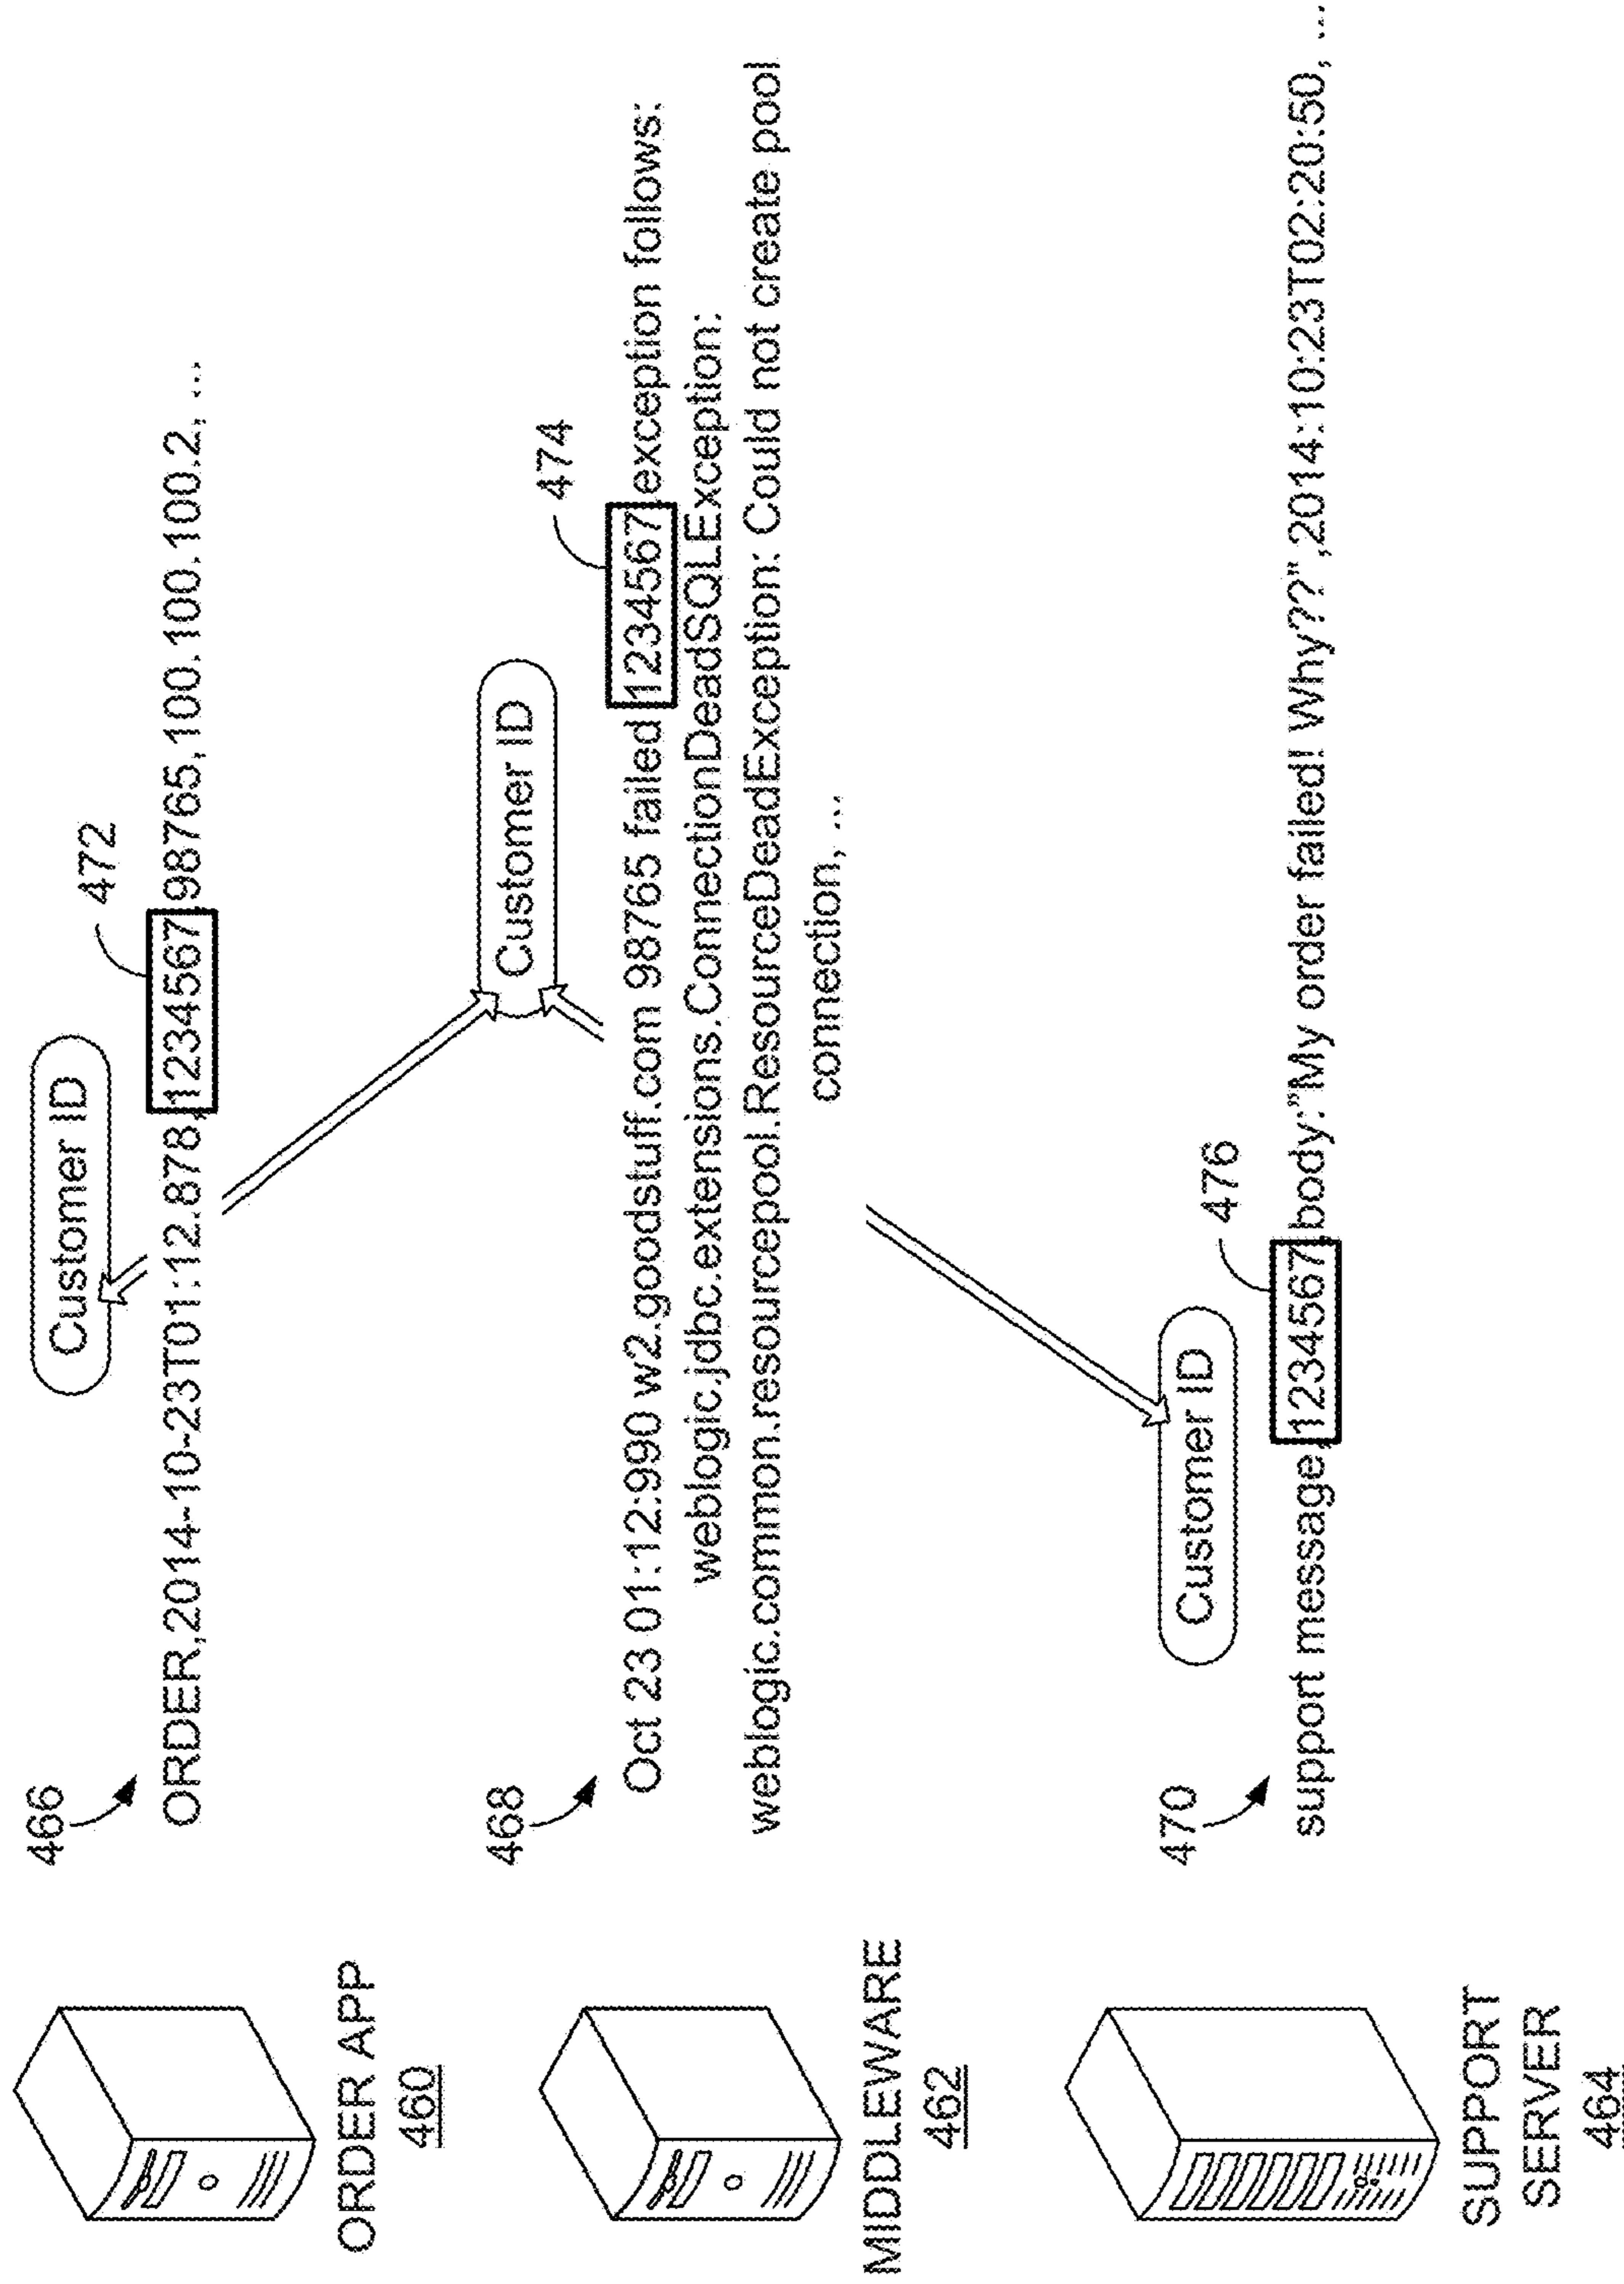 ORDER APP
460
466
Customer ID
472
ORDER,2014-10-23T01:12.878,1234567,98765,100.100.100.2, ...
MIDDLEWARE
462
468
Customer ID
474
Oct 23 01:12:990 w2.goodstuff.com 98765 failed 1234567 exception follows:
weblogic.jdbc.extensions.ConnectionDeadSQLException:
weblogic.common.resourcepool.ResourceDeadException: Could not create pool
connection, ...
SUPPORT
SERVER
464
470
Customer ID
476
support message,1234567,body:"My order failed! Why??",2014:10:23T02:20:50, ...